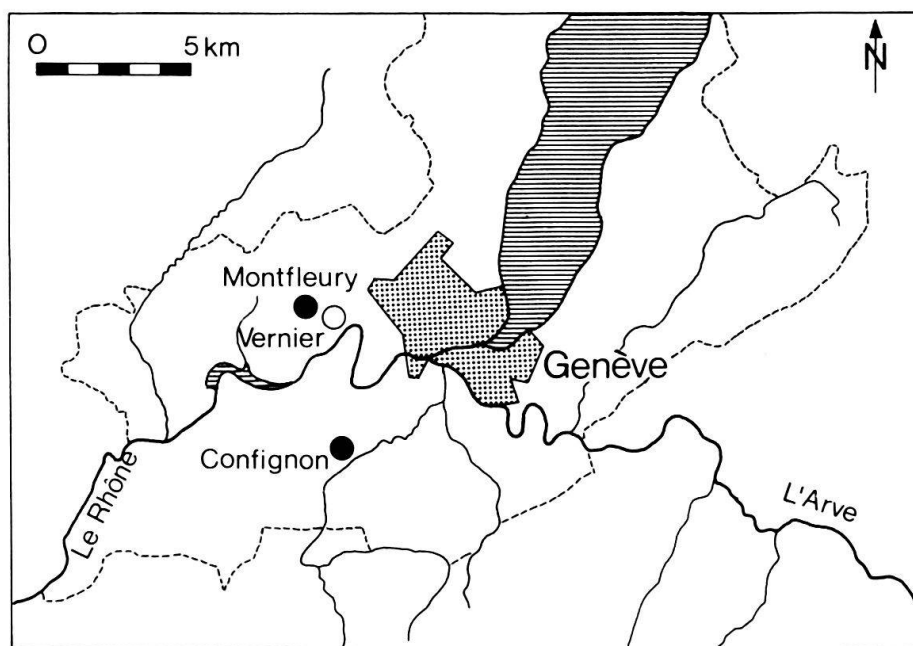 O 5 km
N
Montfleury
Vernier
Genève
Confignon
Le Rhône
L'Arve